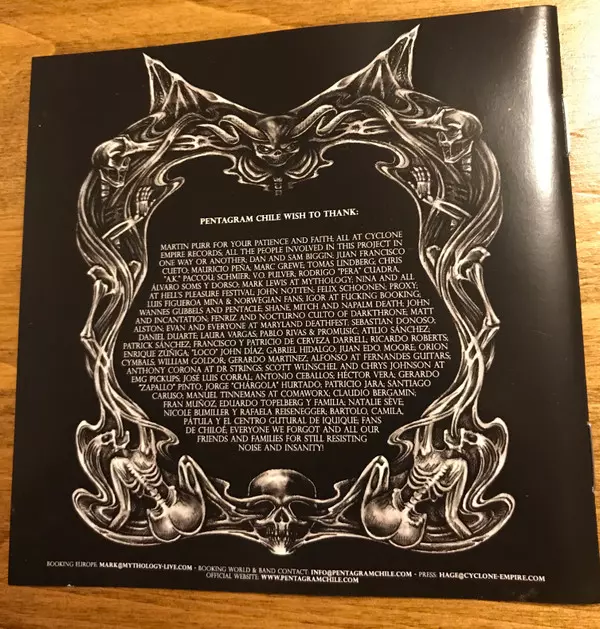 PENTAGRAM CHILE WISH TO THANK:
MARTIN PURR FOR YOUR PATIENCE AND FAITH; ALL AT CYCLONE
EMPIRE RECORDS, ALL THE PEOPLE INVOLVED IN THIS PROJECT IN
ONE WAY OR ANOTHER; DAN AND SAM BIGGIN, JUAN FRANCISCO
CUETO; MAURICIO PEÑA; MARC GREWE; TOMAS LINDBERG, CHRIS
"A.K." PACCOU, SCHMIER; V.O. PULVER, RODRIGO "PERA" CUADRA,
ÁLVARO SOMS Y DORSO; MARK LEWIS AT MYTHOLOGY; NINA AND ALL
AT HELL'S PLEASURE FESTIVAL, JOHN NOTTEN; FELIX SCHOONEN; PROXY;
LUIS FIGUEROA MINA & NORWEGIAN FANS; IGOR AT FUCKING BOOKING,
WANNES GUBBELS AND PENTACLE; SHANE, MITCH AND NAPALM DEATH; JOHN
AND INCANTATION; FENRIZ AND NOCTURNO CULTO OF DARKTHRONE; MATT
ALSTON; EVAN AND EVERYONE AT MARYLAND DEATHFEST; SEBASTIAN DONOSO,
DANIEL DUARTE, LAURA VARGAS; PABLO RIVAS & PROMUSIC, ATILIO SÁNCHEZ;
PATRICK SÁNCHEZ, FRANCISCO Y PATRICIO DE CERVEZA DARRELL, RICARDO ROBERTS;
ENRIQUE ZÚÑIGA, "LOCO" JOHN DÍAZ, GABRIEL HIDALGO; JUAN EDO MOORE; ORION
CYMBALS, WILLIAM GOLDOR, GERARDO MARTINEZ; ALFONSO AT FERNANDES GUITARS;
ANTHONY CORONA AT DR STRINGS; SCOTT WUNSCHEL AND CHRYS JOHNSON AT
EMG PICKUPS, JOSÉ LUIS CORRAL, ANTONIO CEBALLOS; HÉCTOR VERA; GERARDO
"ZAPALLO" PINTO, JORGE "CHÁRGOLA" HURTADO; PATRICIO JARA; SANTIAGO
CARUSO; MANUEL TINNEMANS AT COMAWORX; CLAUDIO BERGAMIN;
FRAN MUÑOZ, EDUARDO TOPELBERG Y FAMILIA; NATALIE SÈVE;
NICOLE BUMILLER Y RAFAELA REISENEGGER; BARTOLO, CAMILA,
PÁTULA Y EL CENTRO GUTURAL DE IQUIQUE; FANS
DE CHILOÉ; EVERYONE WE FORGOT AND ALL OUR
FRIENDS AND FAMILIES FOR STILL RESISTING
NOISE AND INSANITY!
BOOKING EUROPE: MARK@MYTHOLOGY-LIVE.COM - BOOKING WORLD & BAND CONTACT: INFO@PENTAGRAMCHILE.COM - PRESS: HAGE@CYCLONE-EMPIRE.COM
OFFICIAL WEBSITE: WWW.PENTAGRAMCHILE.COM